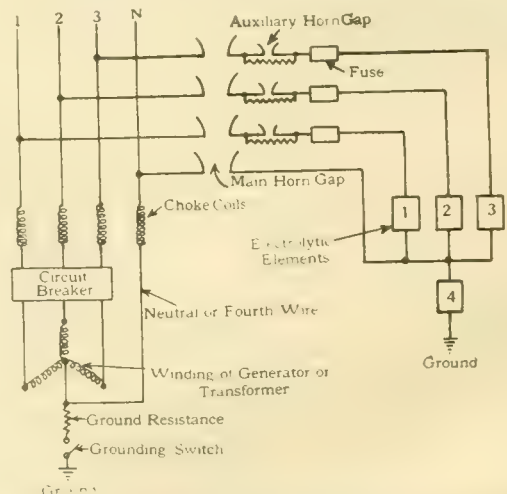 1 2 3 N
Auxiliary Horn Gap
Fuse
Main Horn Gap
Choke Coils
1 2 3
Electrolytic
Elements
Circuit
Breaker
4
Neutral or Fourth Wire
Ground
Winding of Generator or
Transformer
Ground Resistance
Grounding Switch